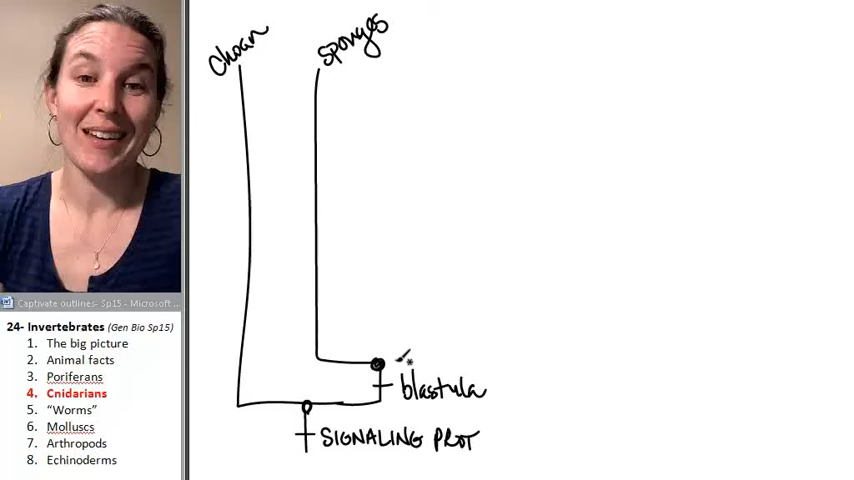 choan
sponges
blastula
SIGNALING PROT
Captivate outlines- Sp15 - Microsoft ...
24- Invertebrates (Gen Bio Sp15)
1. The big picture
2. Animal facts
3. Poriferans
4. Cnidarians
5. "Worms"
6. Molluscs
7. Arthropods
8. Echinoderms